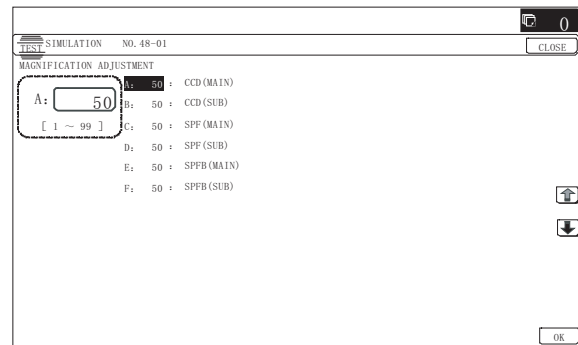 0
TEST SIMULATION NO.48-01
CLOSE
MAGNIFICATION ADJUSTMENT
A: 50
[ 1 ~ 99 ]
A: 50 : CCD(MAIN)
B: 50 : CCD(SUB)
C: 50 : SPF(MAIN)
D: 50 : SPF(SUB)
E: 50 : SPFB(MAIN)
F: 50 : SPFB(SUB)
OK